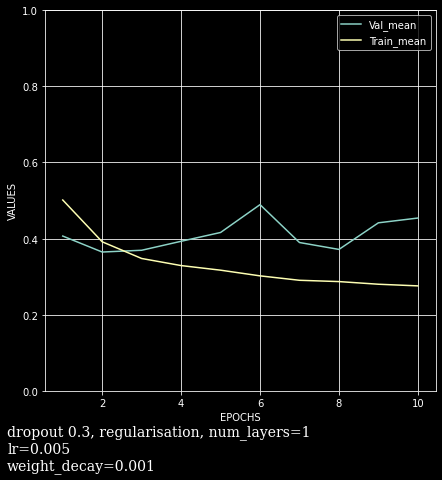 1.0
0.8
0.6
0.4
0.2
0.0
VALUES
Val_mean
Train_mean
2 4 6 8 10
EPOCHS
dropout 0.3, regularisation, num_layers=1
lr=0.005
weight_decay=0.001